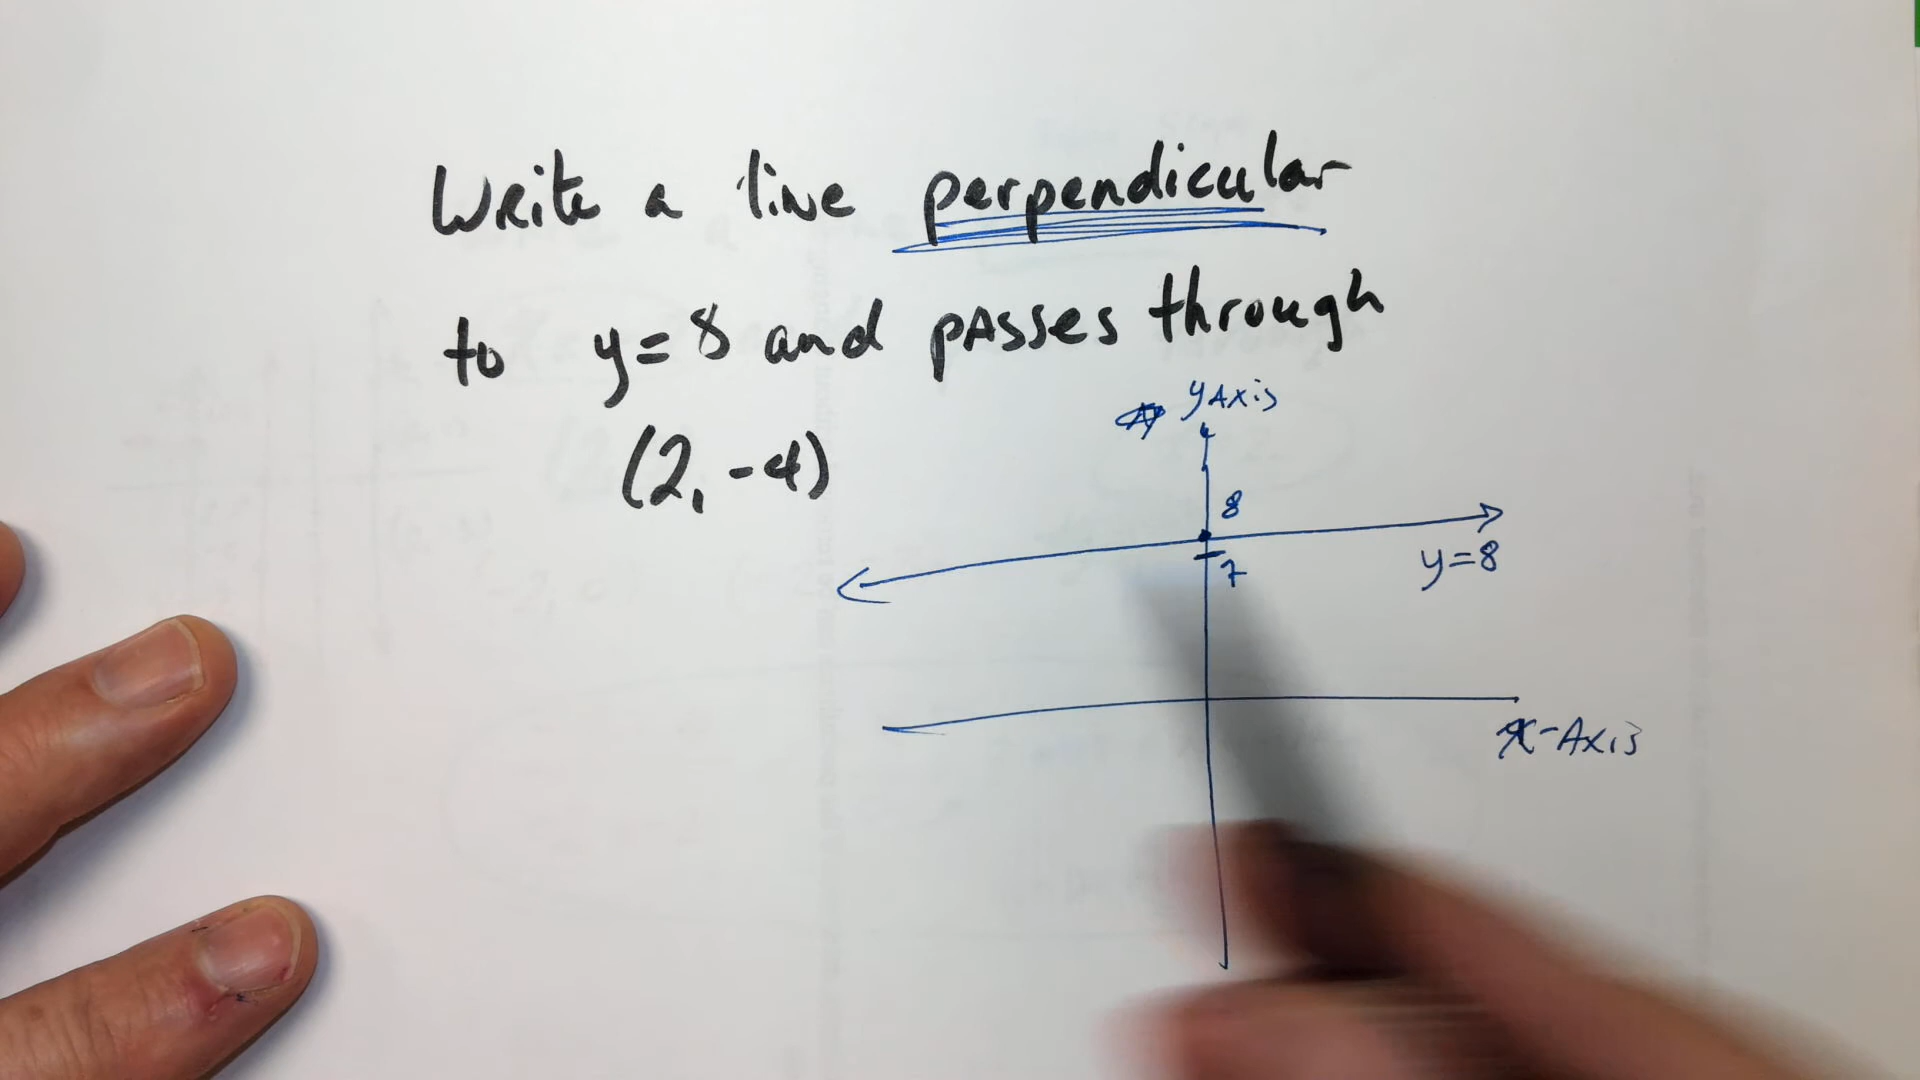 Write a line perpendicular
to y=8 and passes through
(2,-4)
y Axis
8
7
y=8
x-Axis